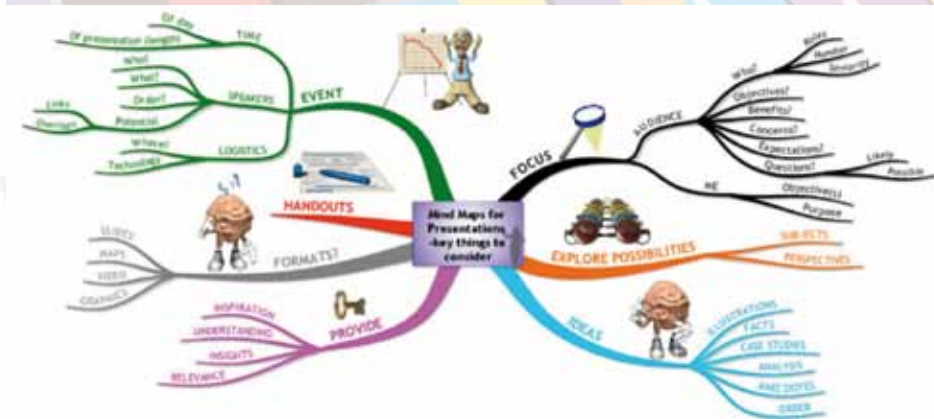 Mind Maps for
Presentations
-key things to
consider
EVENT
TIME
Of day
Of presentation (length)
SPEAKERS
Who?
What?
Order?
Potential
Links
Overlaps
LOGISTICS
Where?
Technology
HANDOUTS
FORMATS?
SLIDES
MAPS
VIDEO
GRAPHICS
PROVIDE
INSPIRATION
UNDERSTANDING
INSIGHTS
RELEVANCE
FOCUS
AUDIENCE
Who?
Roles
Number
Seniority
Objectives?
Benefits?
Concerns?
Expectations?
Questions?
Likely
Possible
ME
Objective(s)
Purpose
EXPLORE POSSIBILITIES
SUBJECTS
PERSPECTIVES
IDEAS
ILLUSTRATIONS
FACTS
CASE STUDIES
ANALYSIS
ANECDOTES
ORDER